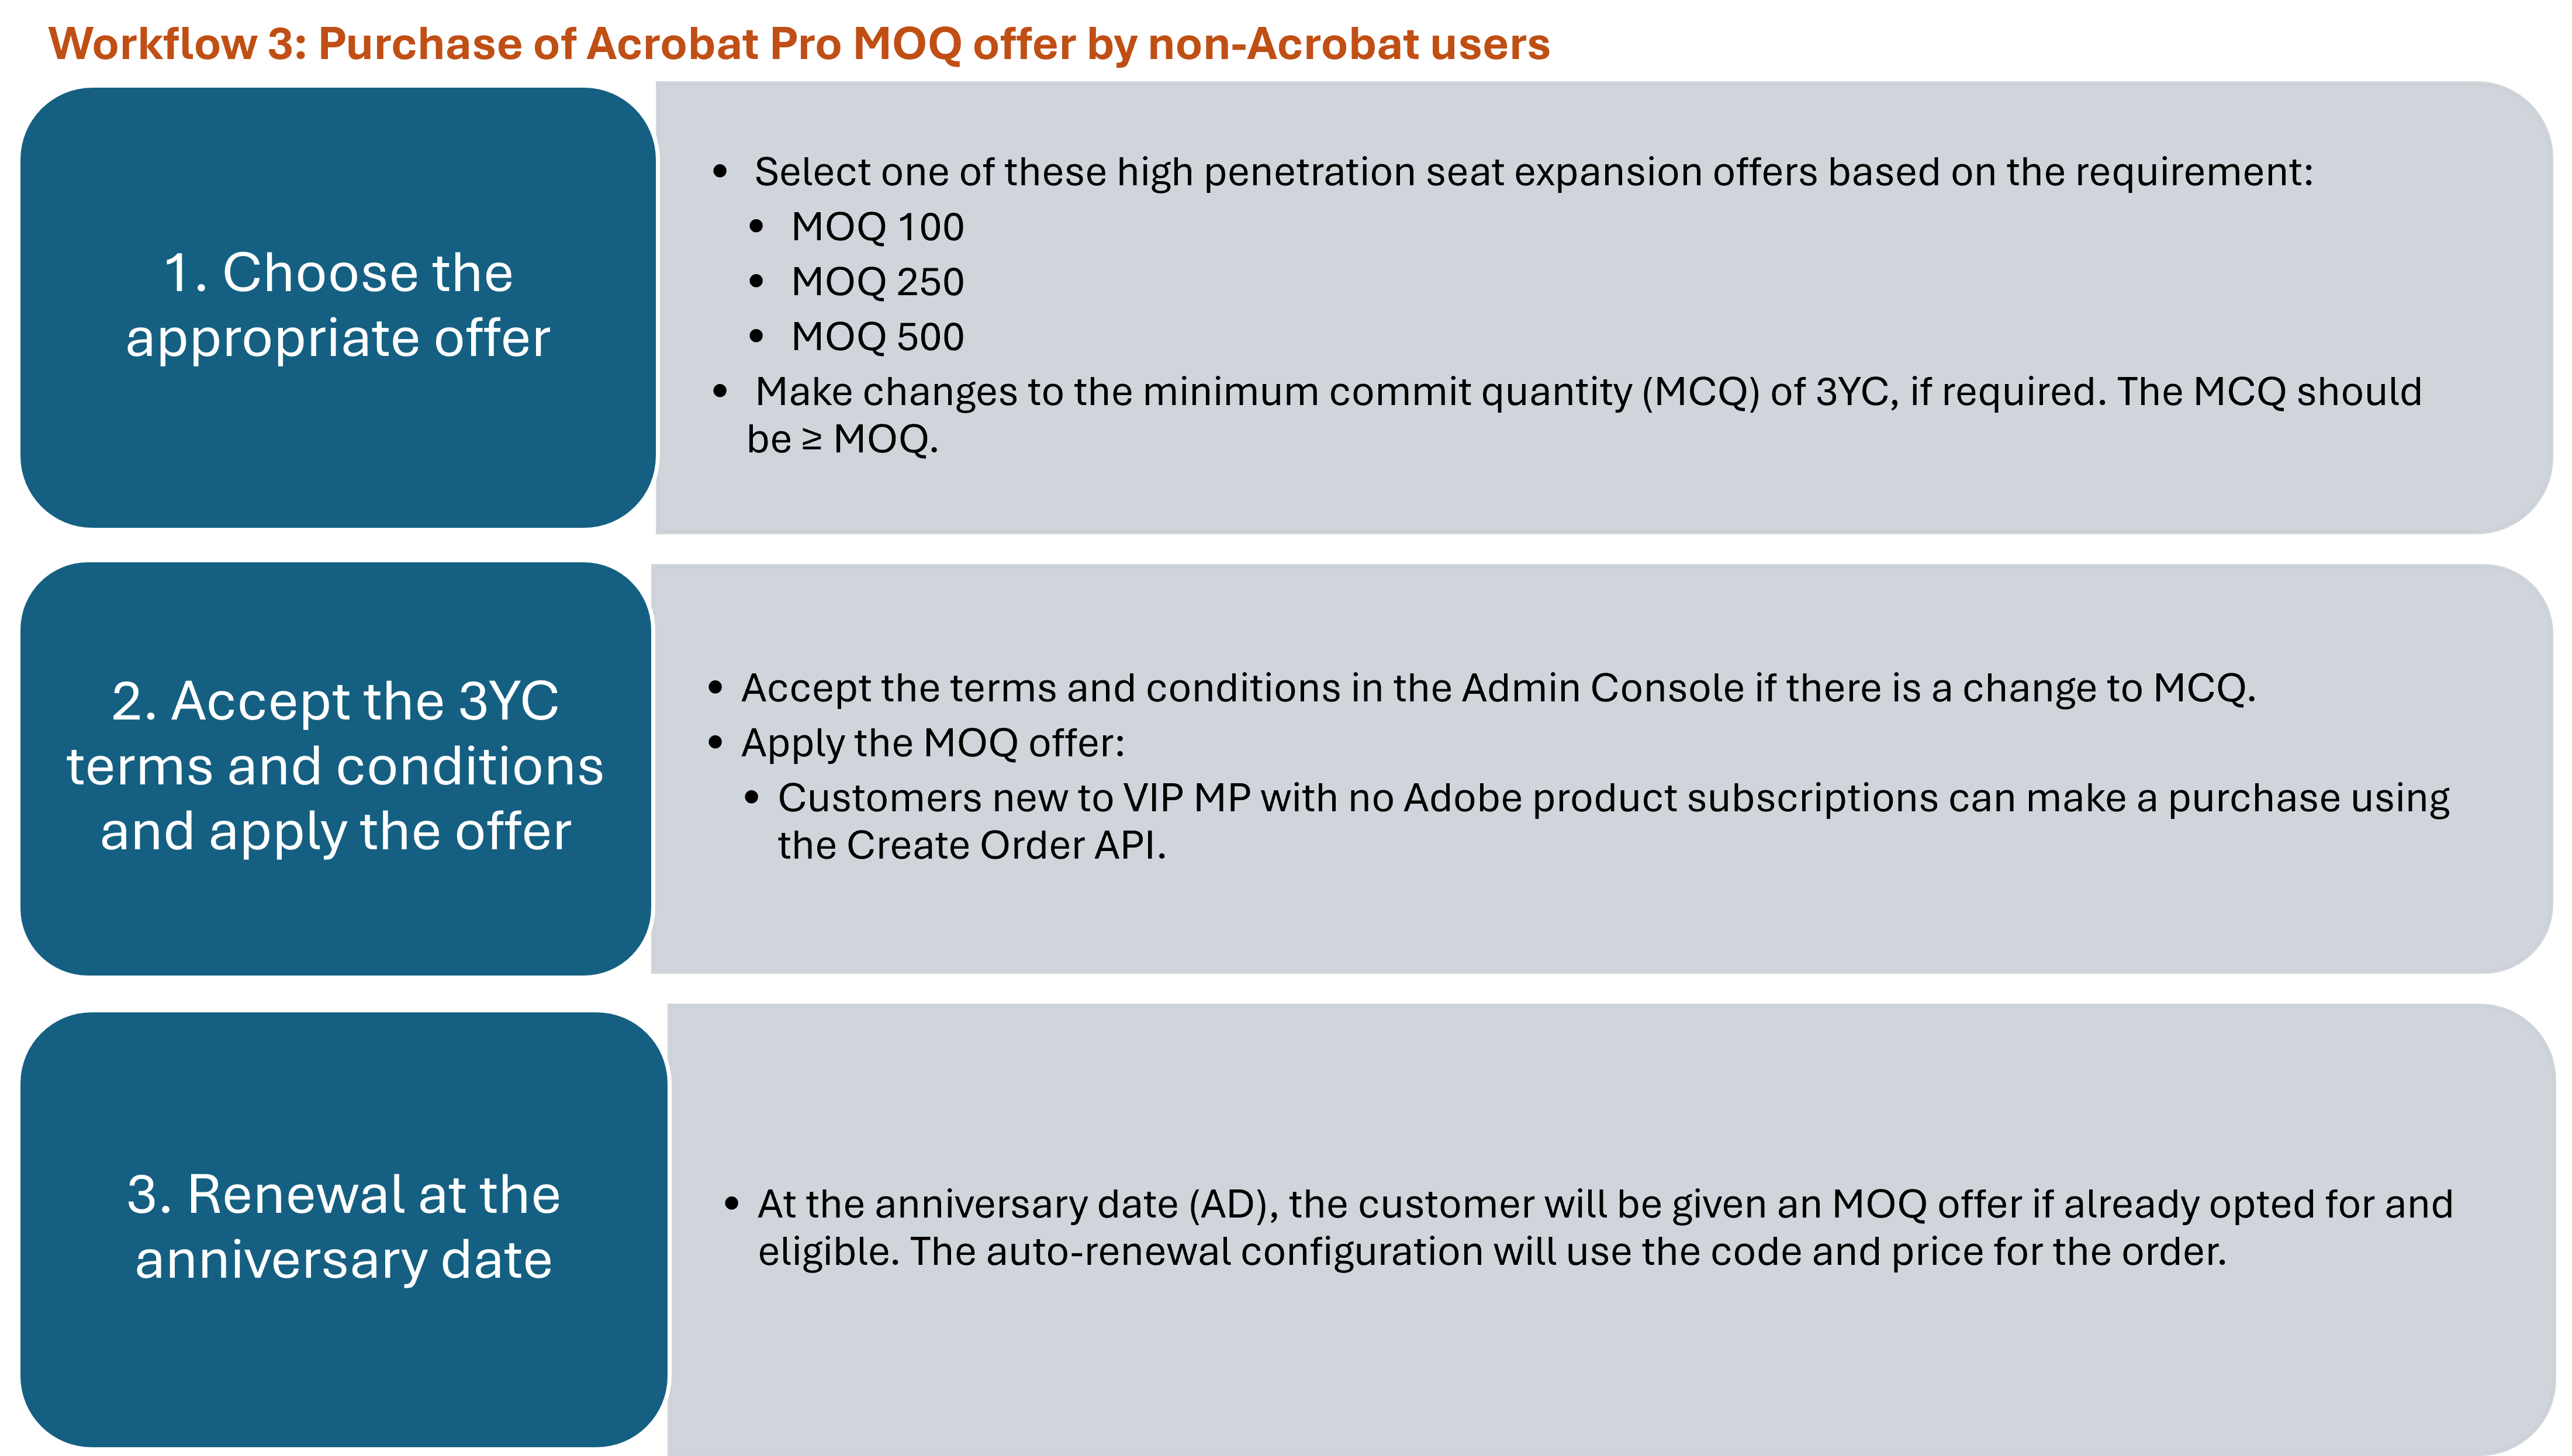 Workflow 3: Purchase of Acrobat Pro MOQ offer by non-Acrobat users
1. Choose the
appropriate offer
• Select one of these high penetration seat expansion offers based on the requirement:
• MOQ 100
• MOQ 250
• MOQ 500
• Make changes to the minimum commit quantity (MCQ) of 3YC, if required. The MCQ should
be ≥ MOQ.
2. Accept the 3YC
terms and conditions
and apply the offer
• Accept the terms and conditions in the Admin Console if there is a change to MCQ.
• Apply the MOQ offer:
• Customers new to VIP MP with no Adobe product subscriptions can make a purchase using
the Create Order API.
3. Renewal at the
anniversary date
• At the anniversary date (AD), the customer will be given an MOQ offer if already opted for and
eligible. The auto-renewal configuration will use the code and price for the order.